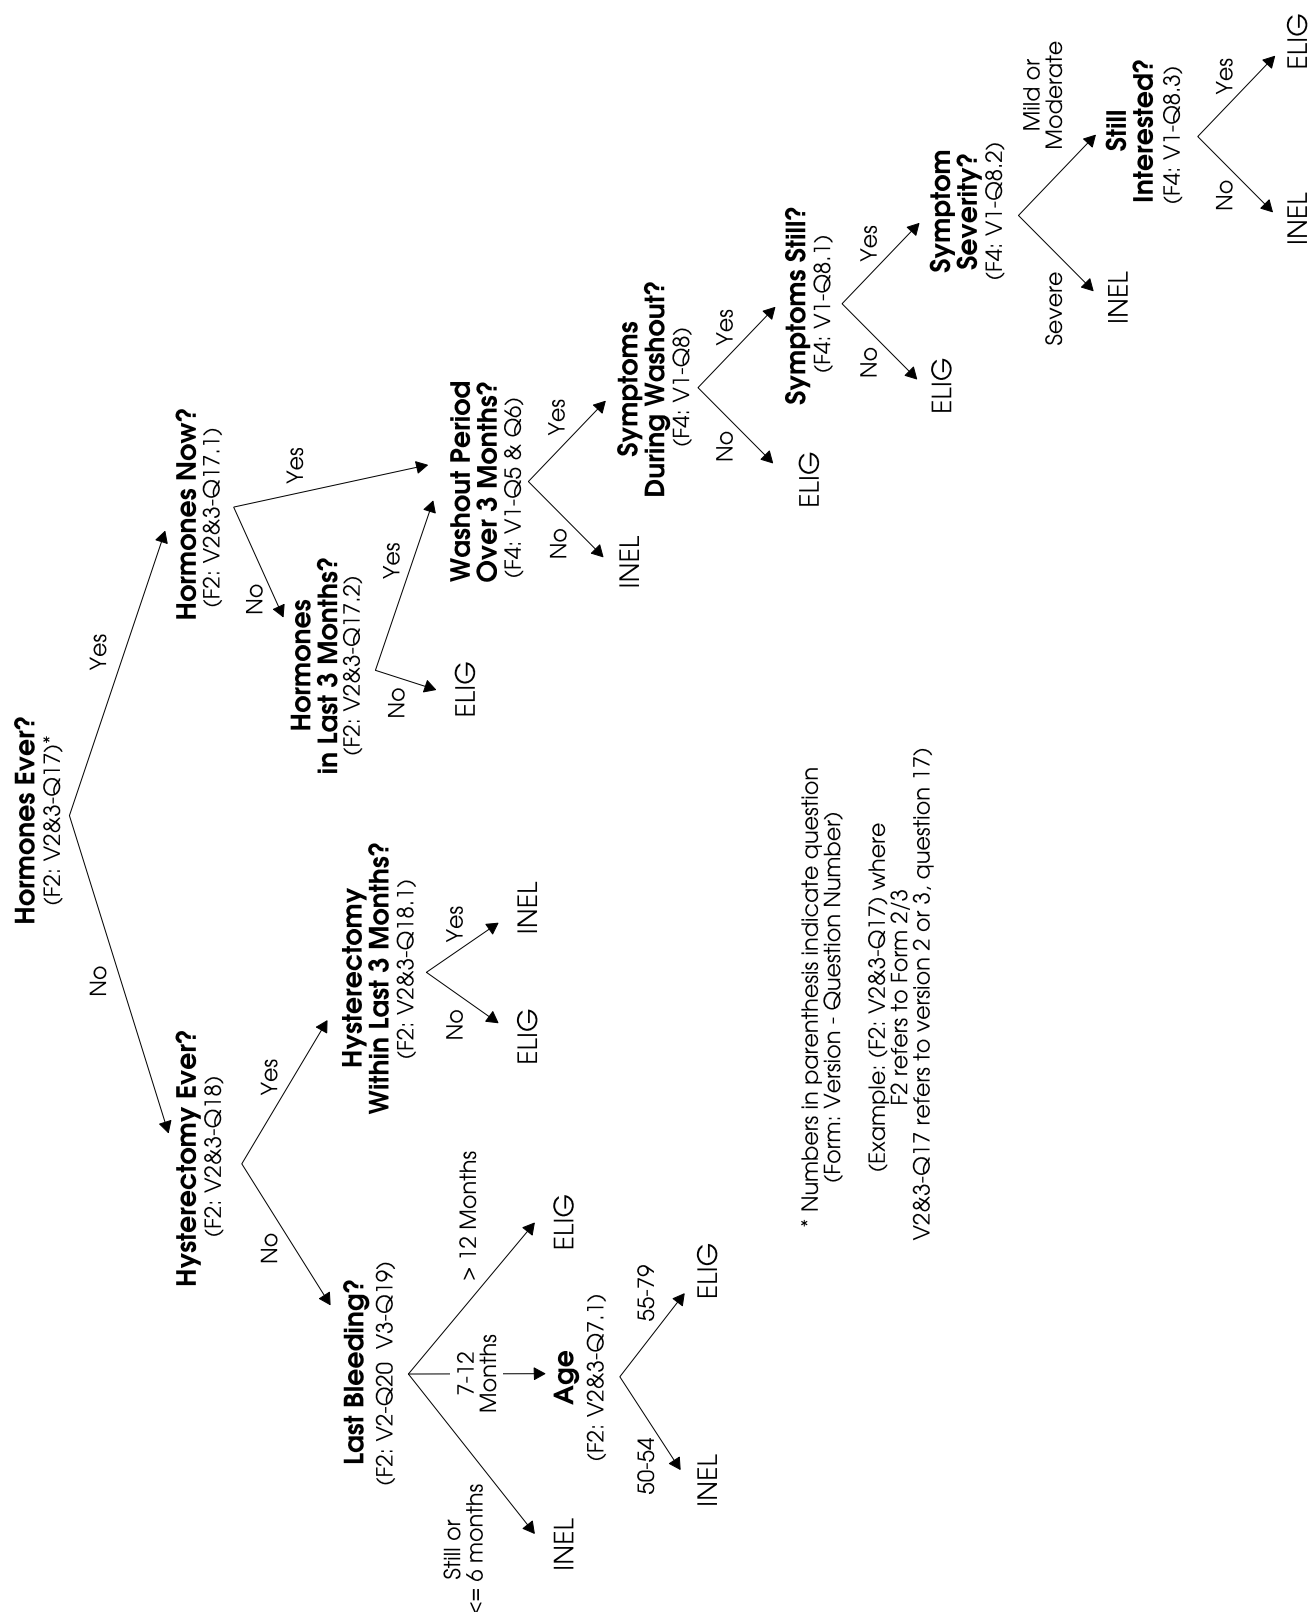 Hormones Ever?
(F2: V2&3-Q17)*
No
Yes
Hysterectomy Ever?
(F2: V2&3-Q18)
Hormones Now?
(F2: V2&3-Q17.1)
No
Yes
No
Yes
Last Bleeding?
(F2: V2-Q20 V3-Q19)
Hysterectomy
Within Last 3 Months?
(F2: V2&3-Q18.1)
Hormones
in Last 3 Months?
(F2: V2&3-Q17.2)
Still or
<= 6 months
7-12
Months
> 12 Months
No
Yes
No
Yes
INEL
Age
(F2: V2&3-Q7.1)
ELIG
ELIG
INEL
ELIG
Washout Period
Over 3 Months?
(F4: V1-Q5 & Q6)
50-54
55-79
No
Yes
INEL
ELIG
INEL
Symptoms
During Washout?
(F4: V1-Q8)
No
Yes
ELIG
Symptoms Still?
(F4: V1-Q8.1)
No
Yes
ELIG
Symptom
Severity?
(F4: V1-Q8.2)
Severe
Mild or
Moderate
INEL
Still
Interested?
(F4: V1-Q8.3)
No
Yes
INEL
ELIG
* Numbers in parenthesis indicate question
(Form: Version - Question Number)
(Example: (F2: V2&3-Q17) where
F2 refers to Form 2/3
V2&3-Q17 refers to version 2 or 3, question 17)